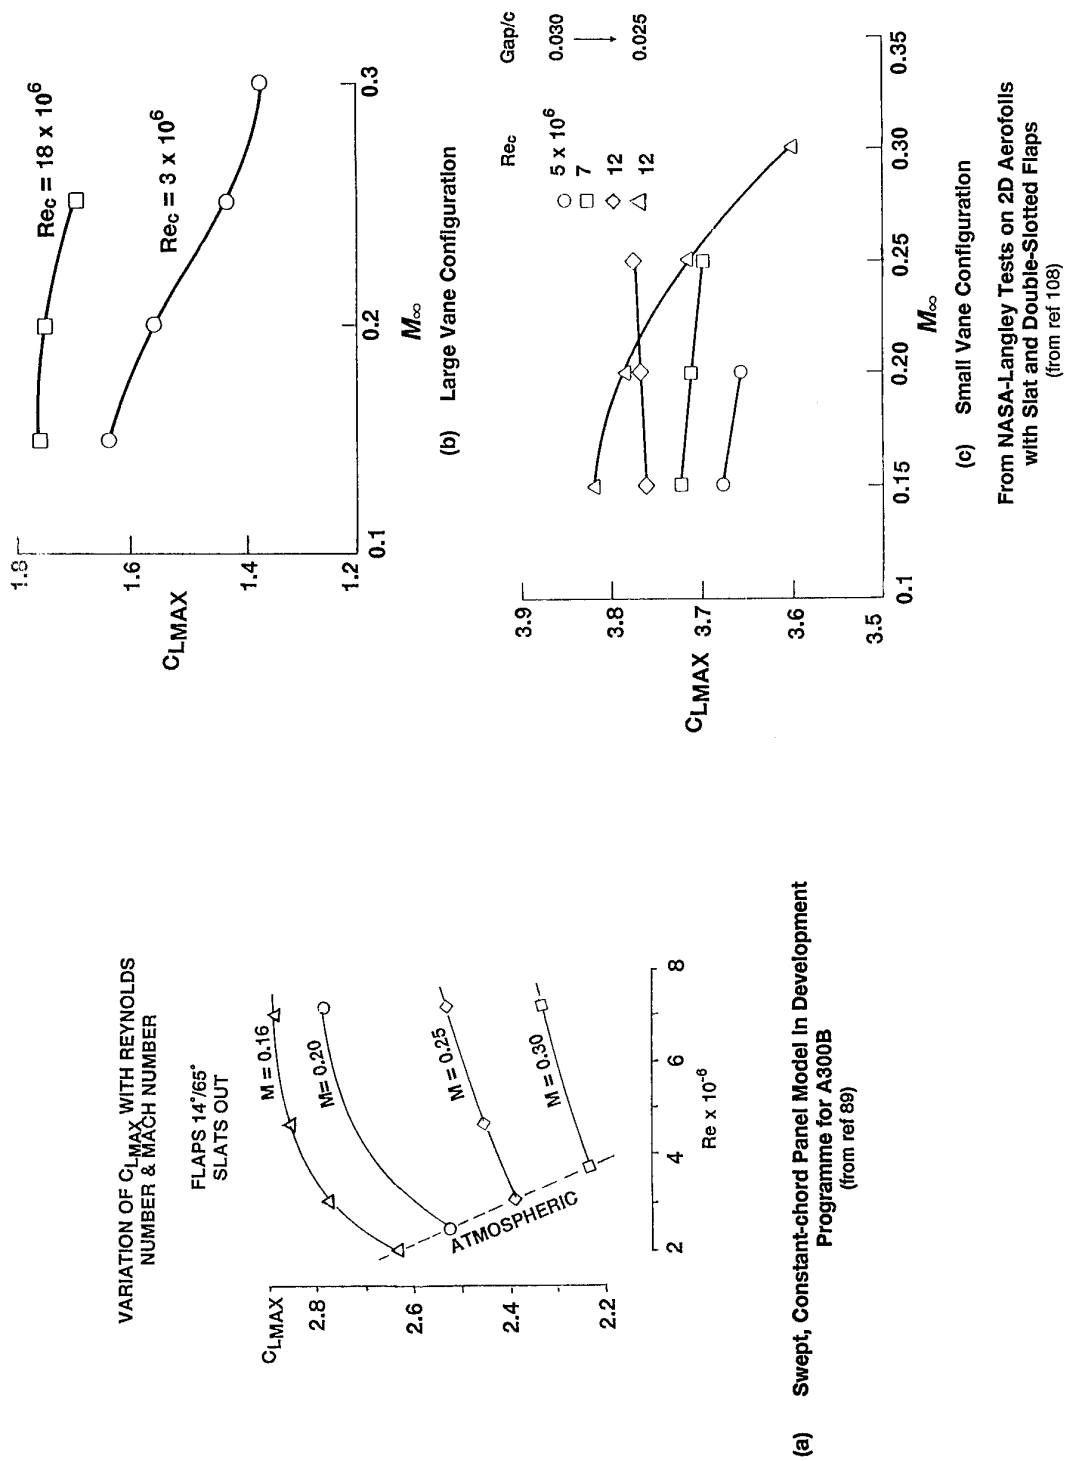 VARIATION OF CLMAX WITH REYNOLDS
NUMBER & MACH NUMBER
FLAPS 14°/65°
SLATS OUT
CLMAX
2.8
2.6
2.4
2.2
M = 0.16
M = 0.20
M = 0.25
M = 0.30
ATMOSPHERIC
2
4
6
8
Re x 10⁻⁶
(a) Swept, Constant-chord Panel Model in Development
Programme for A300B
(from ref 89)
1.8
1.6
1.4
1.2
CLMAX
Rec = 18 x 10⁶
Rec = 3 x 10⁶
0.1
0.2
0.3
M∞
(b) Large Vane Configuration
Rec Gap/c
5 x 10⁶ 0.030
7
12
12 0.025
3.9
3.8
CLMAX 3.7
3.6
3.5
0.1
0.15
0.20
0.25
0.30
0.35
M∞
(c) Small Vane Configuration
From NASA-Langley Tests on 2D Aerofoils
with Slat and Double-Slotted Flaps
(from ref 108)